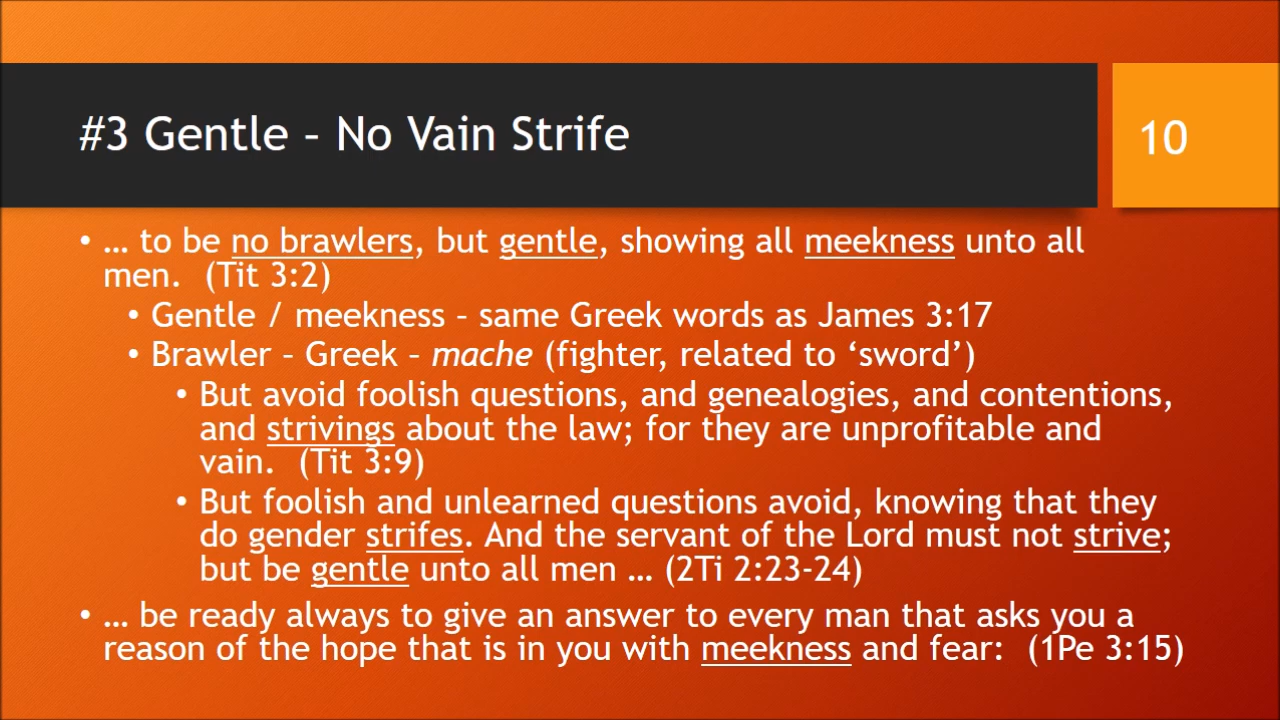 #3 Gentle – No Vain Strife
10
• … to be no brawlers, but gentle, showing all meekness unto all
men.  (Tit 3:2)
• Gentle / meekness – same Greek words as James 3:17
• Brawler – Greek – mache (fighter, related to ‘sword’)
• But avoid foolish questions, and genealogies, and contentions,
and strivings about the law; for they are unprofitable and
vain.  (Tit 3:9)
• But foolish and unlearned questions avoid, knowing that they
do gender strifes. And the servant of the Lord must not strive;
but be gentle unto all men … (2Ti 2:23-24)
• … be ready always to give an answer to every man that asks you a
reason of the hope that is in you with meekness and fear:  (1Pe 3:15)